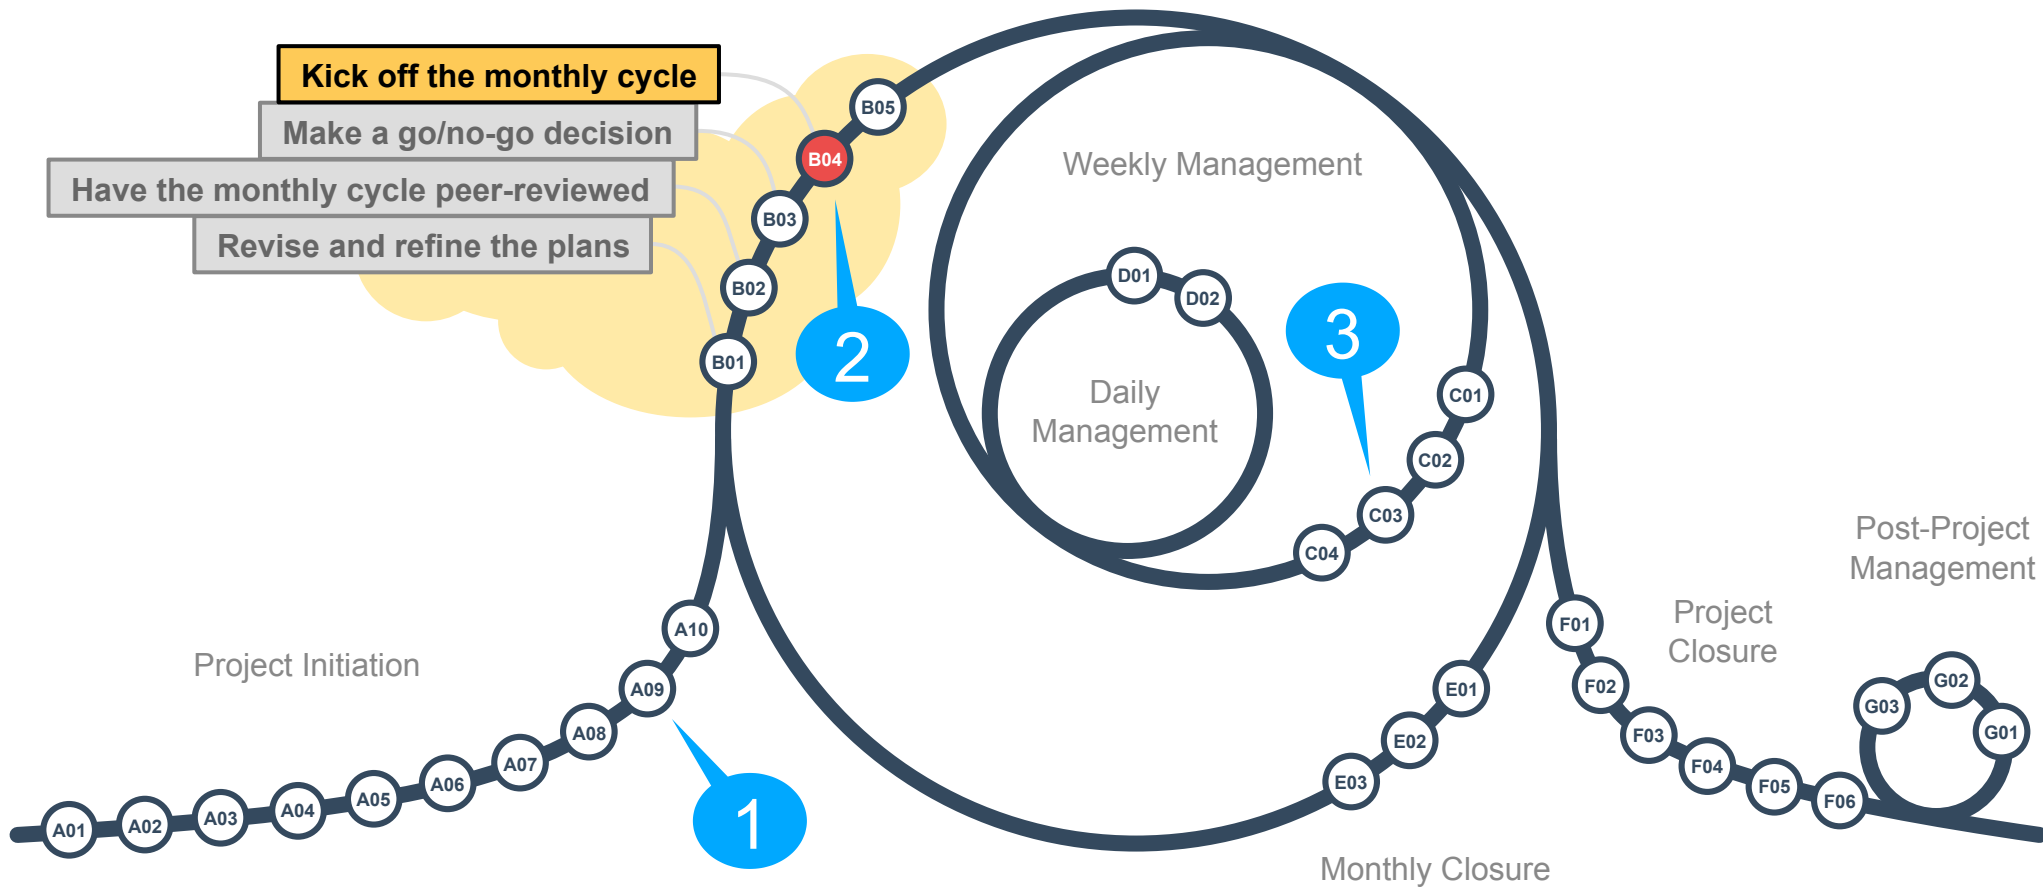 Kick off the monthly cycle
Make a go/no-go decision
Have the monthly cycle peer-reviewed
Revise and refine the plans
B05
B04
B03
B02
B01
2
Weekly Management
D01
D02
Daily
Management
3
C01
C02
C03
C04
Project Initiation
A01
A02
A03
A04
A05
A06
A07
A08
A09
A10
1
E01
E02
E03
Monthly Closure
Project
Closure
F01
F02
F03
F04
F05
F06
Post-Project
Management
G03
G02
G01